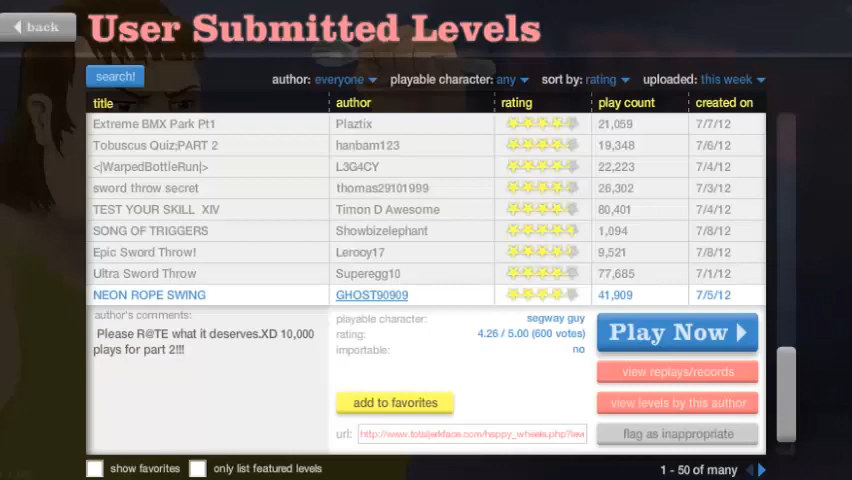 back
User Submitted Levels
search!
author: everyone playable character: any sort by: rating uploaded: this week
title author rating play count created on
Extreme BMX Park Pt1 Plaztix 21,059 7/7/12
Tobuscus Quiz;PART 2 hanbam123 19,348 7/6/12
<|WarpedBottleRun|> L3G4CY 22,223 7/4/12
sword throw secret thomas29101999 26,302 7/3/12
TEST YOUR SKILL XIV Timon D Awesome 80,401 7/4/12
SONG OF TRIGGERS Showbizelephant 1,094 7/8/12
Epic Sword Throw! Lerooy17 9,521 7/8/12
Ultra Sword Throw Superegg10 77,685 7/1/12
NEON ROPE SWING GHOST90909 41,909 7/5/12
author's comments:
Please R@TE what it deserves.XD 10,000
plays for part 2!!!
playable character: segway guy
rating: 4.26 / 5.00 (600 votes)
importable: no
add to favorites
url: http://www.totaljerkface.com/happy_wheels.php?leve
Play Now
view replays/records
view levels by this author
flag as inappropriate
show favorites only list featured levels
1 - 50 of many